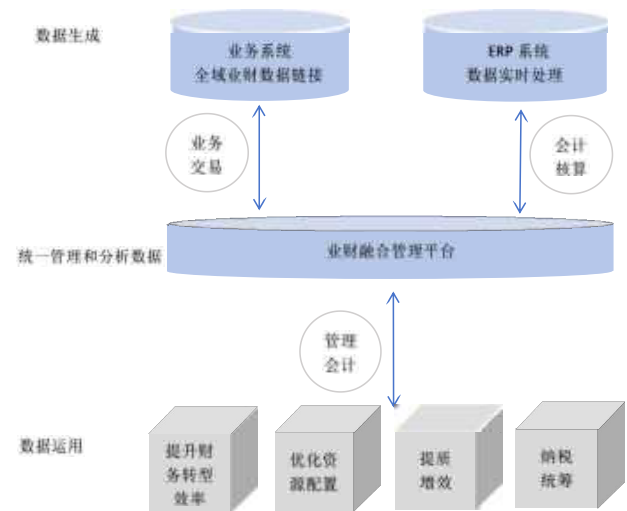 数据生成
业务系统
全域业财数据链接
ERP 系统
数据实时处理
业务
交易
会计
核算
统一管理和分析数据
业财融合管理平台
管理
会计
数据运用
提升财
务转型
效率
优化资
源配置
提质
增效
纳税
统筹